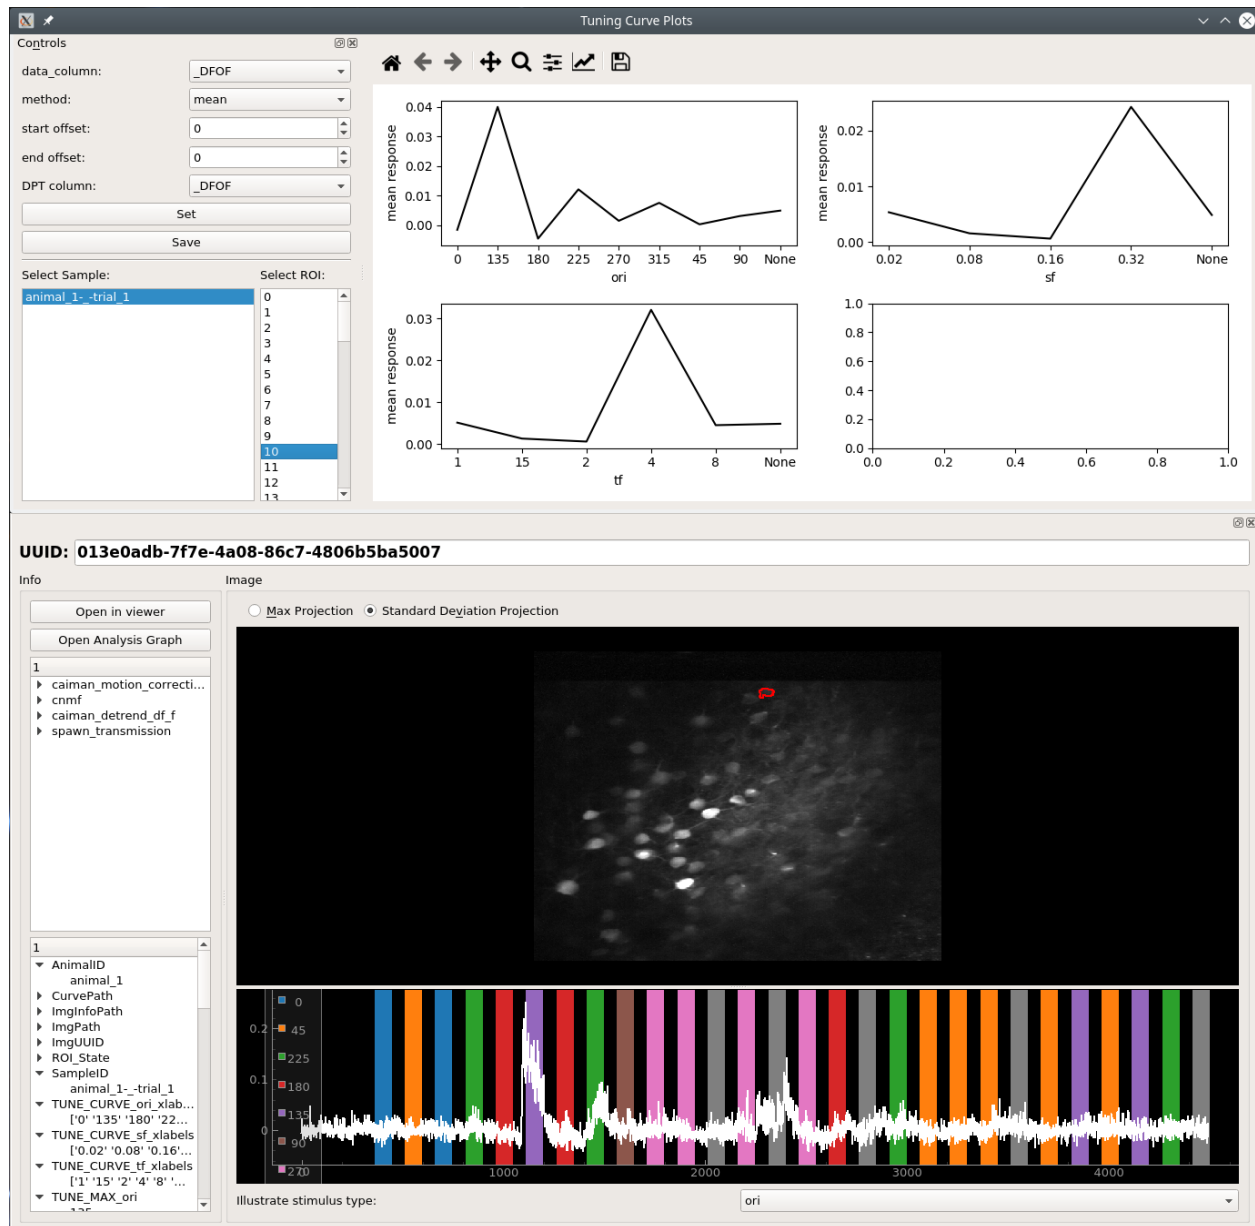 Tuning Curve Plots
Controls
data_column:
_DFOF
method:
mean
start offset:
0
end offset:
0
DPT column:
_DFOF
Set
Save
Select Sample:
Select ROI:
animal_1-_-trial_1
0
1
2
3
4
5
6
7
8
9
10
11
12
13
mean response
0.04
0.03
0.02
0.01
0.00
0 135 180 225 270 315 45 90 None
ori
mean response
0.02
0.01
0.00
0.02 0.08 0.16 0.32 None
sf
mean response
0.03
0.02
0.01
0.00
1 15 2 4 8 None
tf
1.0
0.8
0.6
0.4
0.2
0.0
0.0 0.2 0.4 0.6 0.8 1.0
UUID: 013e0adb-7f7e-4a08-86c7-4806b5ba5007
Info
Image
Open in viewer
Open Analysis Graph
1
caiman_motion_correcti...
cnmf
caiman_detrend_df_f
spawn_transmission
1
AnimalID
animal_1
CurvePath
ImgInfoPath
ImgPath
ImgUUID
ROI_State
SampleID
animal_1-_-trial_1
TUNE_CURVE_ori_xlab...
['0' '135' '180' '22...
TUNE_CURVE_sf_xlabels
['0.02' '0.08' '0.16'...
TUNE_CURVE_tf_xlabels
['1' '15' '2' '4' '8' '...
TUNE_MAX_ori
135
Max Projection
Standard Deviation Projection
0.2
0.1
0
0
45
225
180
135
90
270
0 1000 2000 3000 4000
Illustrate stimulus type:
ori